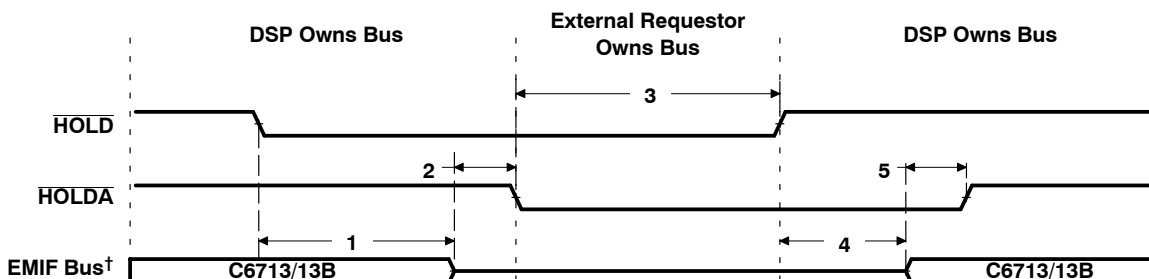 DSP Owns Bus
External Requestor
Owns Bus
DSP Owns Bus
3
HOLD
2
5
HOLDA
1
4
EMIF Bus†
C6713/13B
C6713/13B